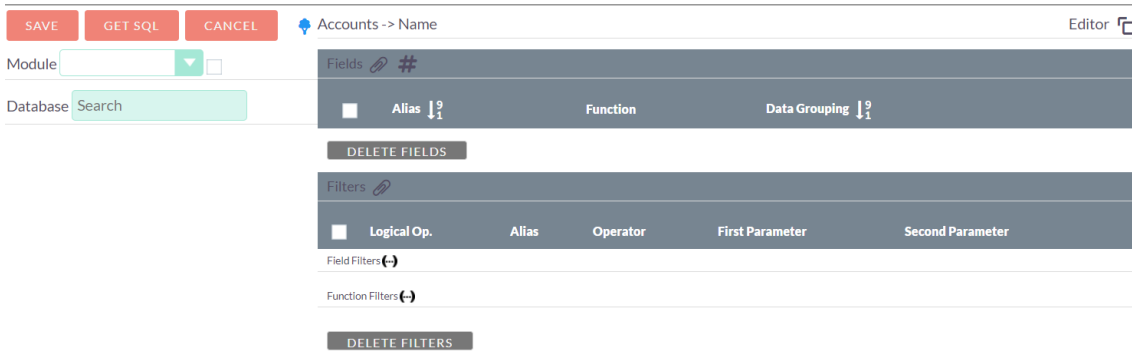 SAVE GET SQL CANCEL Accounts -> Name Editor
Module
Fields #
Database Search
Alias Function Data Grouping
DELETE FIELDS
Filters
Logical Op. Alias Operator First Parameter Second Parameter
Field Filters(...)
Function Filters(...)
DELETE FILTERS